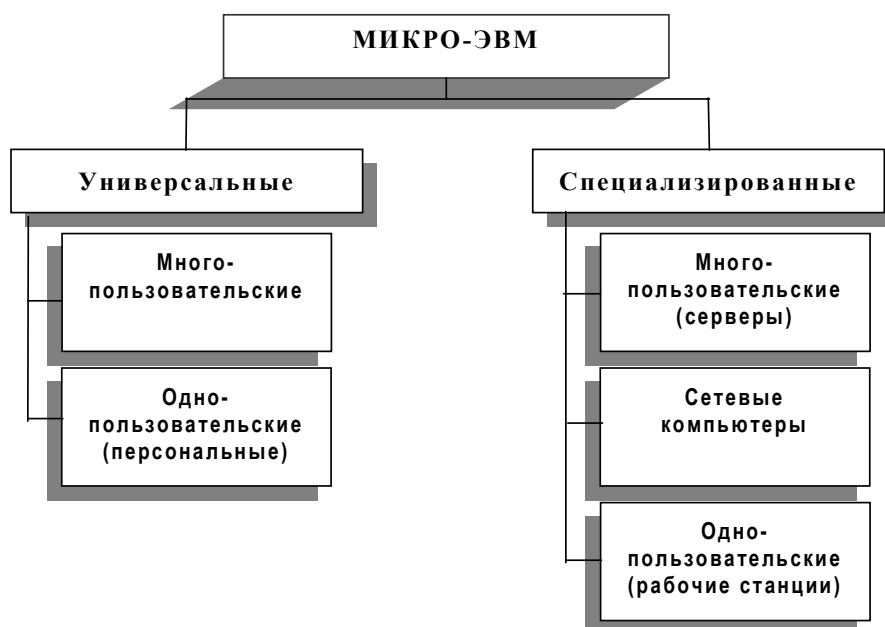 МИКРО-ЭВМ
Универсальные
Много-
пользовательские
Одно-
пользовательские
(персональные)
Специализированные
Много-
пользовательские
(серверы)
Сетевые
компьютеры
Одно-
пользовательские
(рабочие станции)